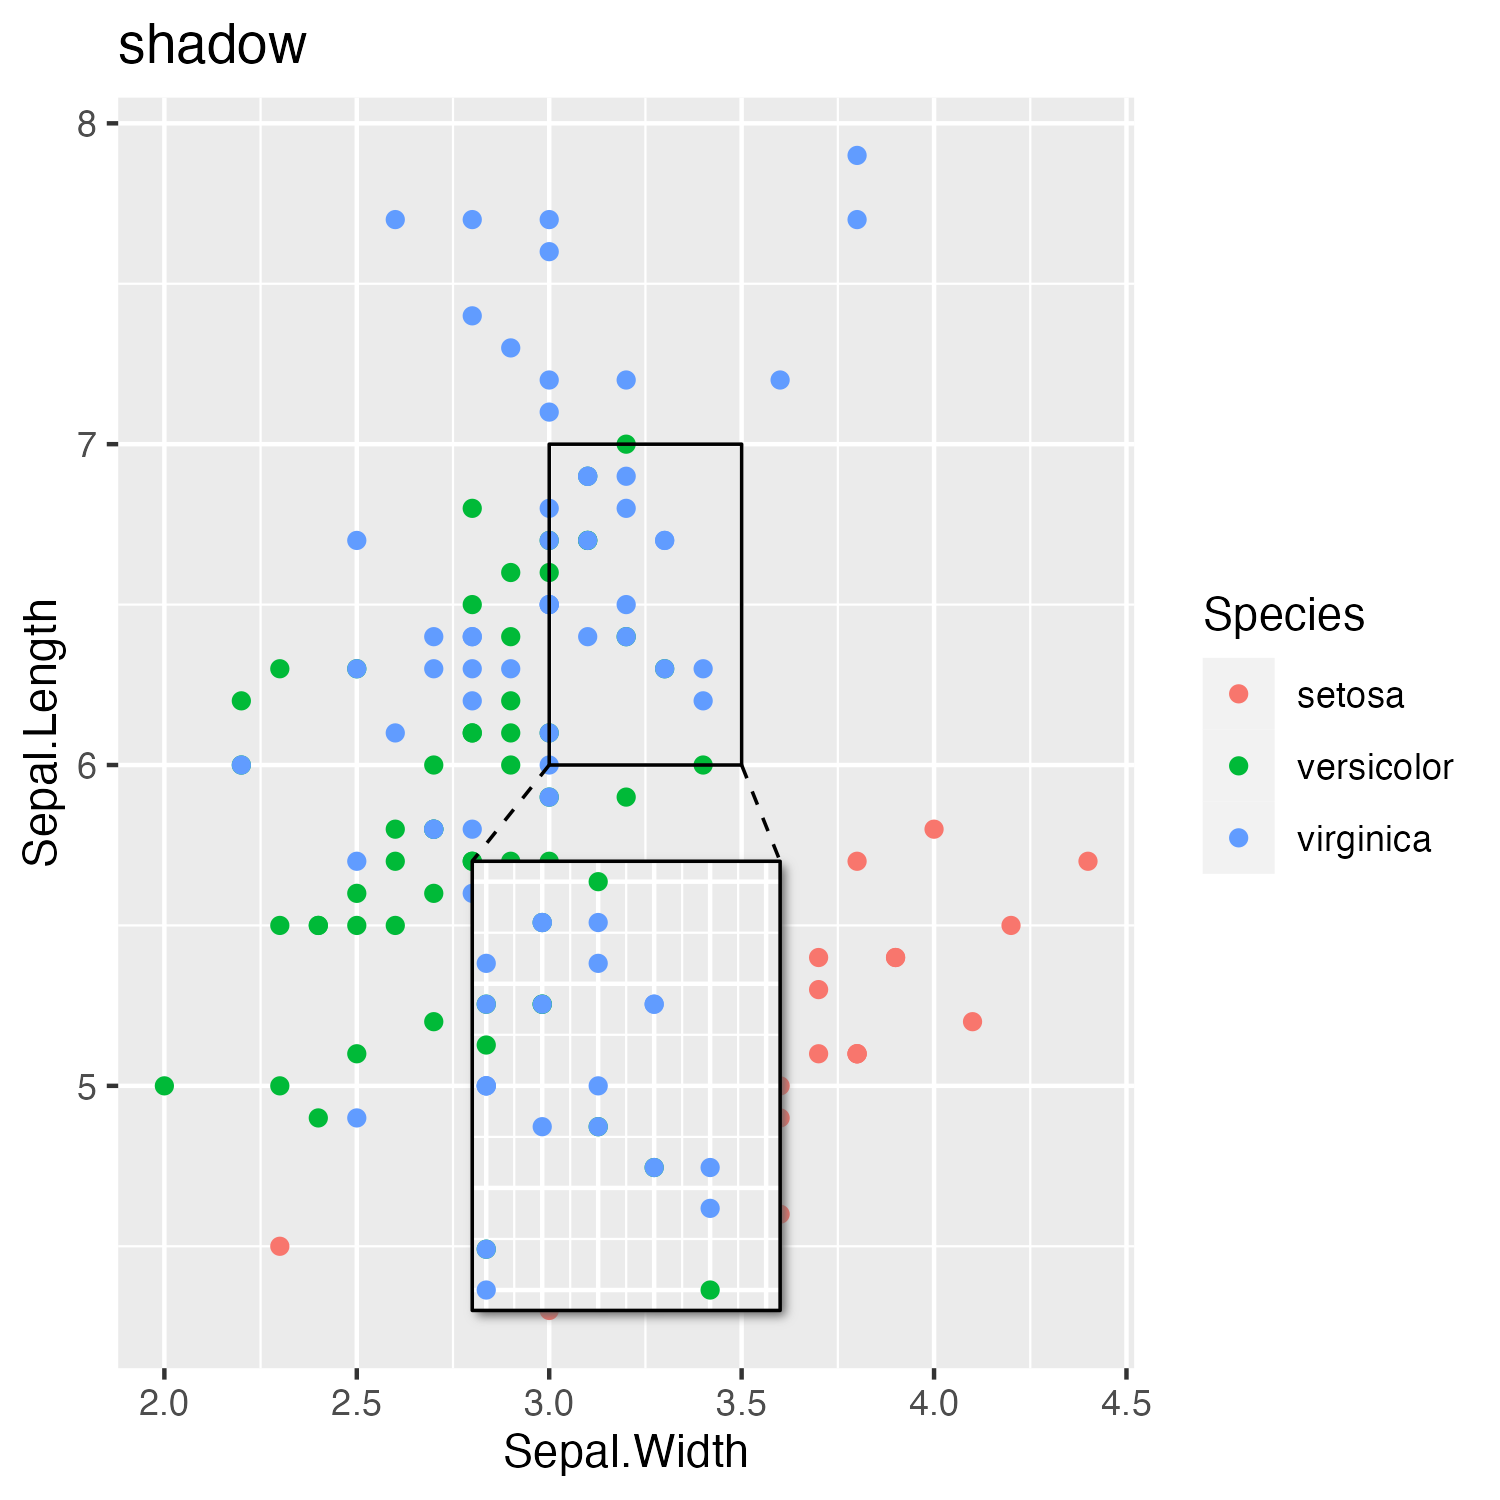 shadow
8
7
6
5
Sepal.Length
2.0 2.5 3.0 3.5 4.0 4.5
Sepal.Width
Species
setosa
versicolor
virginica